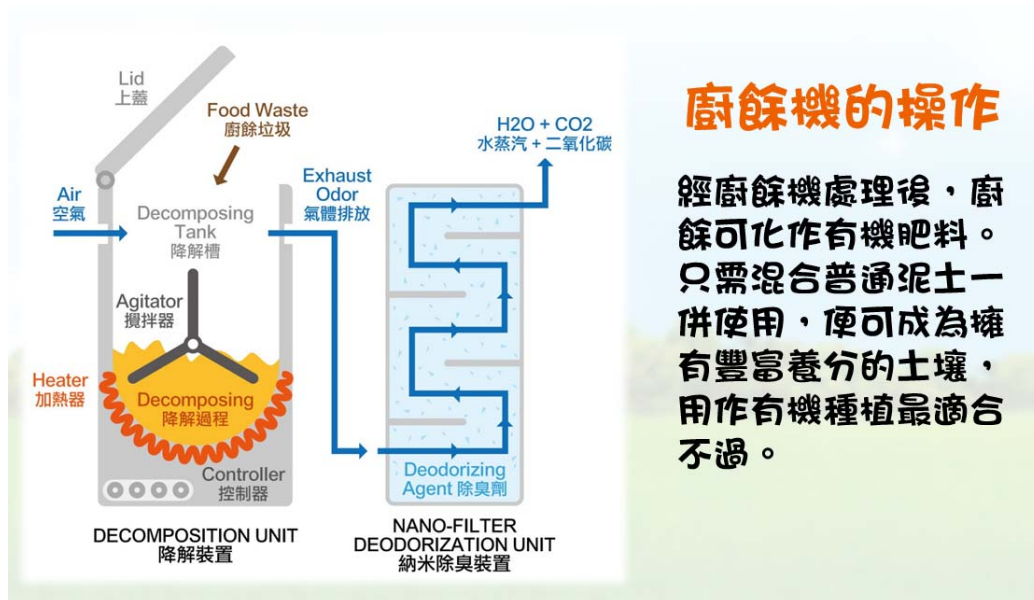 Lid
上蓋
Food Waste
廚餘垃圾
Air
空氣
Decomposing
Tank
降解槽
Exhaust
Odor
氣體排放
H2O + CO2
水蒸汽 + 二氧化碳
Agitator
攪拌器
Heater
加熱器
Decomposing
降解過程
Controller
控制器
Deodorizing
Agent 除臭劑
DECOMPOSITION UNIT
降解裝置
NANO-FILTER
DEODORIZATION UNIT
納米除臭裝置
廚餘機的操作
經廚餘機處理後，廚
餘可化作有機肥料。
只需混合普通泥土一
併使用，便可成為擁
有豐富養分的土壤，
用作有機種植最適合
不過。